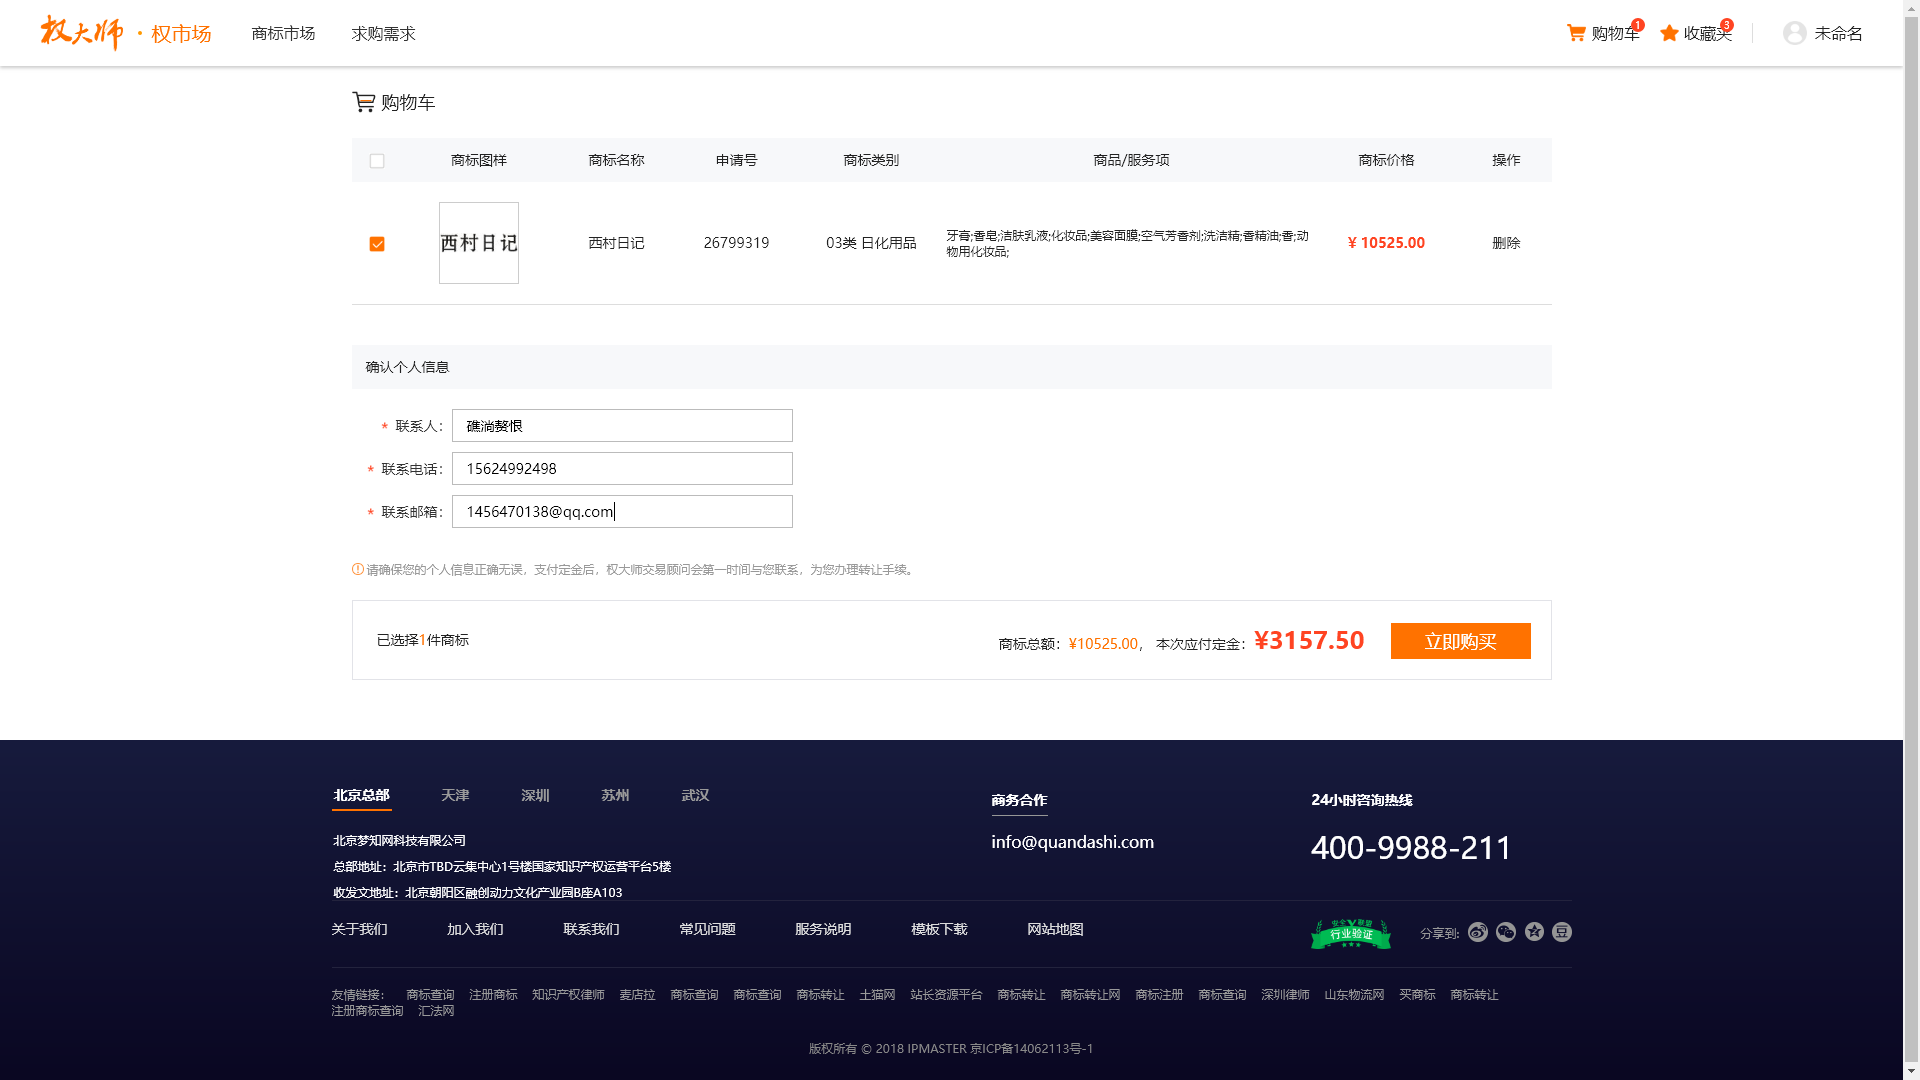 权大师 · 权市场 商标市场 求购需求 购物车 1 收藏夹 3 未命名
购物车
商标图样 商标名称 申请号 商标类别 商品/服务项 商标价格 操作
西村日记 西村日记 26799319 03类 日化用品 牙膏;香皂;洁肤乳液;化妆品;美容面膜;空气芳香剂;洗洁精;香精油;香;动 ¥ 10525.00 删除
物用化妆品;
确认个人信息
* 联系人: 礁淌嫯恨
* 联系电话: 15624992498
* 联系邮箱: 1456470138@qq.com
请确保您的个人信息正确无误，支付定金后，权大师交易顾问会第一时间与您联系，为您办理转让手续。
已选择1件商标 商标总额: ¥10525.00， 本次应付定金: ¥3157.50 立即购买
北京总部 天津 深圳 苏州 武汉 商务合作 24小时咨询热线
北京梦知网科技有限公司 info@quandashi.com 400-9988-211
总部地址：北京市TBD云集中心1号楼国家知识产权运营平台5楼
收发文地址：北京朝阳区融创动力文化产业园B座A103
关于我们 加入我们 联系我们 常见问题 服务说明 模板下载 网站地图 行业验证 分享到:
友情链接: 商标查询 注册商标 知识产权律师 麦店拉 商标查询 商标查询 商标转让 土猫网 站长资源平台 商标转让 商标转让网 商标注册 商标查询 深圳律师 山东物流网 买商标 商标转让
注册商标查询 汇法网
版权所有 © 2018 IPMASTER 京ICP备14062113号-1